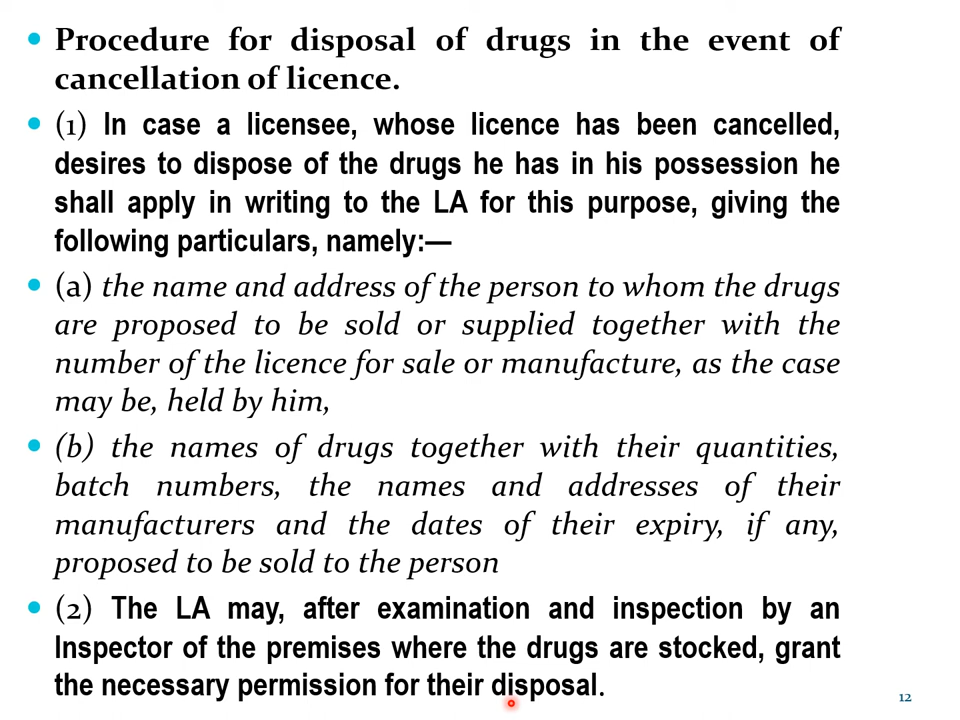 • Procedure for disposal of drugs in the event of
cancellation of licence.
• (1) In case a licensee, whose licence has been cancelled,
desires to dispose of the drugs he has in his possession he
shall apply in writing to the LA for this purpose, giving the
following particulars, namely:—
• (a) the name and address of the person to whom the drugs
are proposed to be sold or supplied together with the
number of the licence for sale or manufacture, as the case
may be, held by him,
• (b) the names of drugs together with their quantities,
batch numbers, the names and addresses of their
manufacturers and the dates of their expiry, if any,
proposed to be sold to the person
• (2) The LA may, after examination and inspection by an
Inspector of the premises where the drugs are stocked, grant
the necessary permission for their disposal.
12